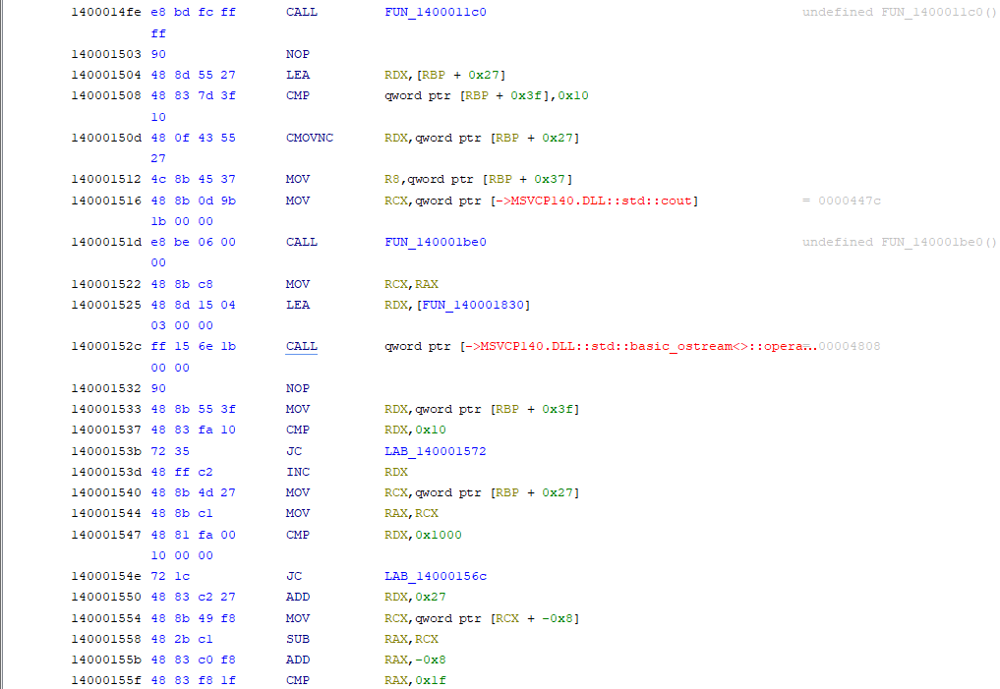 1400014fe e8 bd fc ff CALL FUN_1400011c0 undefined FUN_1400011c0()
ff
140001503 90 NOP
140001504 48 8d 55 27 LEA RDX,[RBP + 0x27]
140001508 48 83 7d 3f CMP qword ptr [RBP + 0x3f],0x10
10
14000150d 48 0f 43 55 CMOVNC RDX,qword ptr [RBP + 0x27]
27
140001512 4c 8b 45 37 MOV R8,qword ptr [RBP + 0x37]
140001516 48 8b 0d 9b MOV RCX,qword ptr [->MSVCP140.DLL::std::cout] = 0000447c
1b 00 00
14000151d e8 be 06 00 CALL FUN_140001be0 undefined FUN_140001be0()
00
140001522 48 8b c8 MOV RCX,RAX
140001525 48 8d 15 04 LEA RDX,[FUN_140001830]
03 00 00
14000152c ff 15 6e 1b CALL qword ptr [->MSVCP140.DLL::std::basic_ostream<>::opera... 00004808
00 00
140001532 90 NOP
140001533 48 8b 55 3f MOV RDX,qword ptr [RBP + 0x3f]
140001537 48 83 fa 10 CMP RDX,0x10
14000153b 72 35 JC LAB_140001572
14000153d 48 ff c2 INC RDX
140001540 48 8b 4d 27 MOV RCX,qword ptr [RBP + 0x27]
140001544 48 8b c1 MOV RAX,RCX
140001547 48 81 fa 00 CMP RDX,0x1000
10 00 00
14000154e 72 1c JC LAB_14000156c
140001550 48 83 c2 27 ADD RDX,0x27
140001554 48 8b 49 f8 MOV RCX,qword ptr [RCX + -0x8]
140001558 48 2b c1 SUB RAX,RCX
14000155b 48 83 c0 f8 ADD RAX,-0x8
14000155f 48 83 f8 1f CMP RAX,0x1f